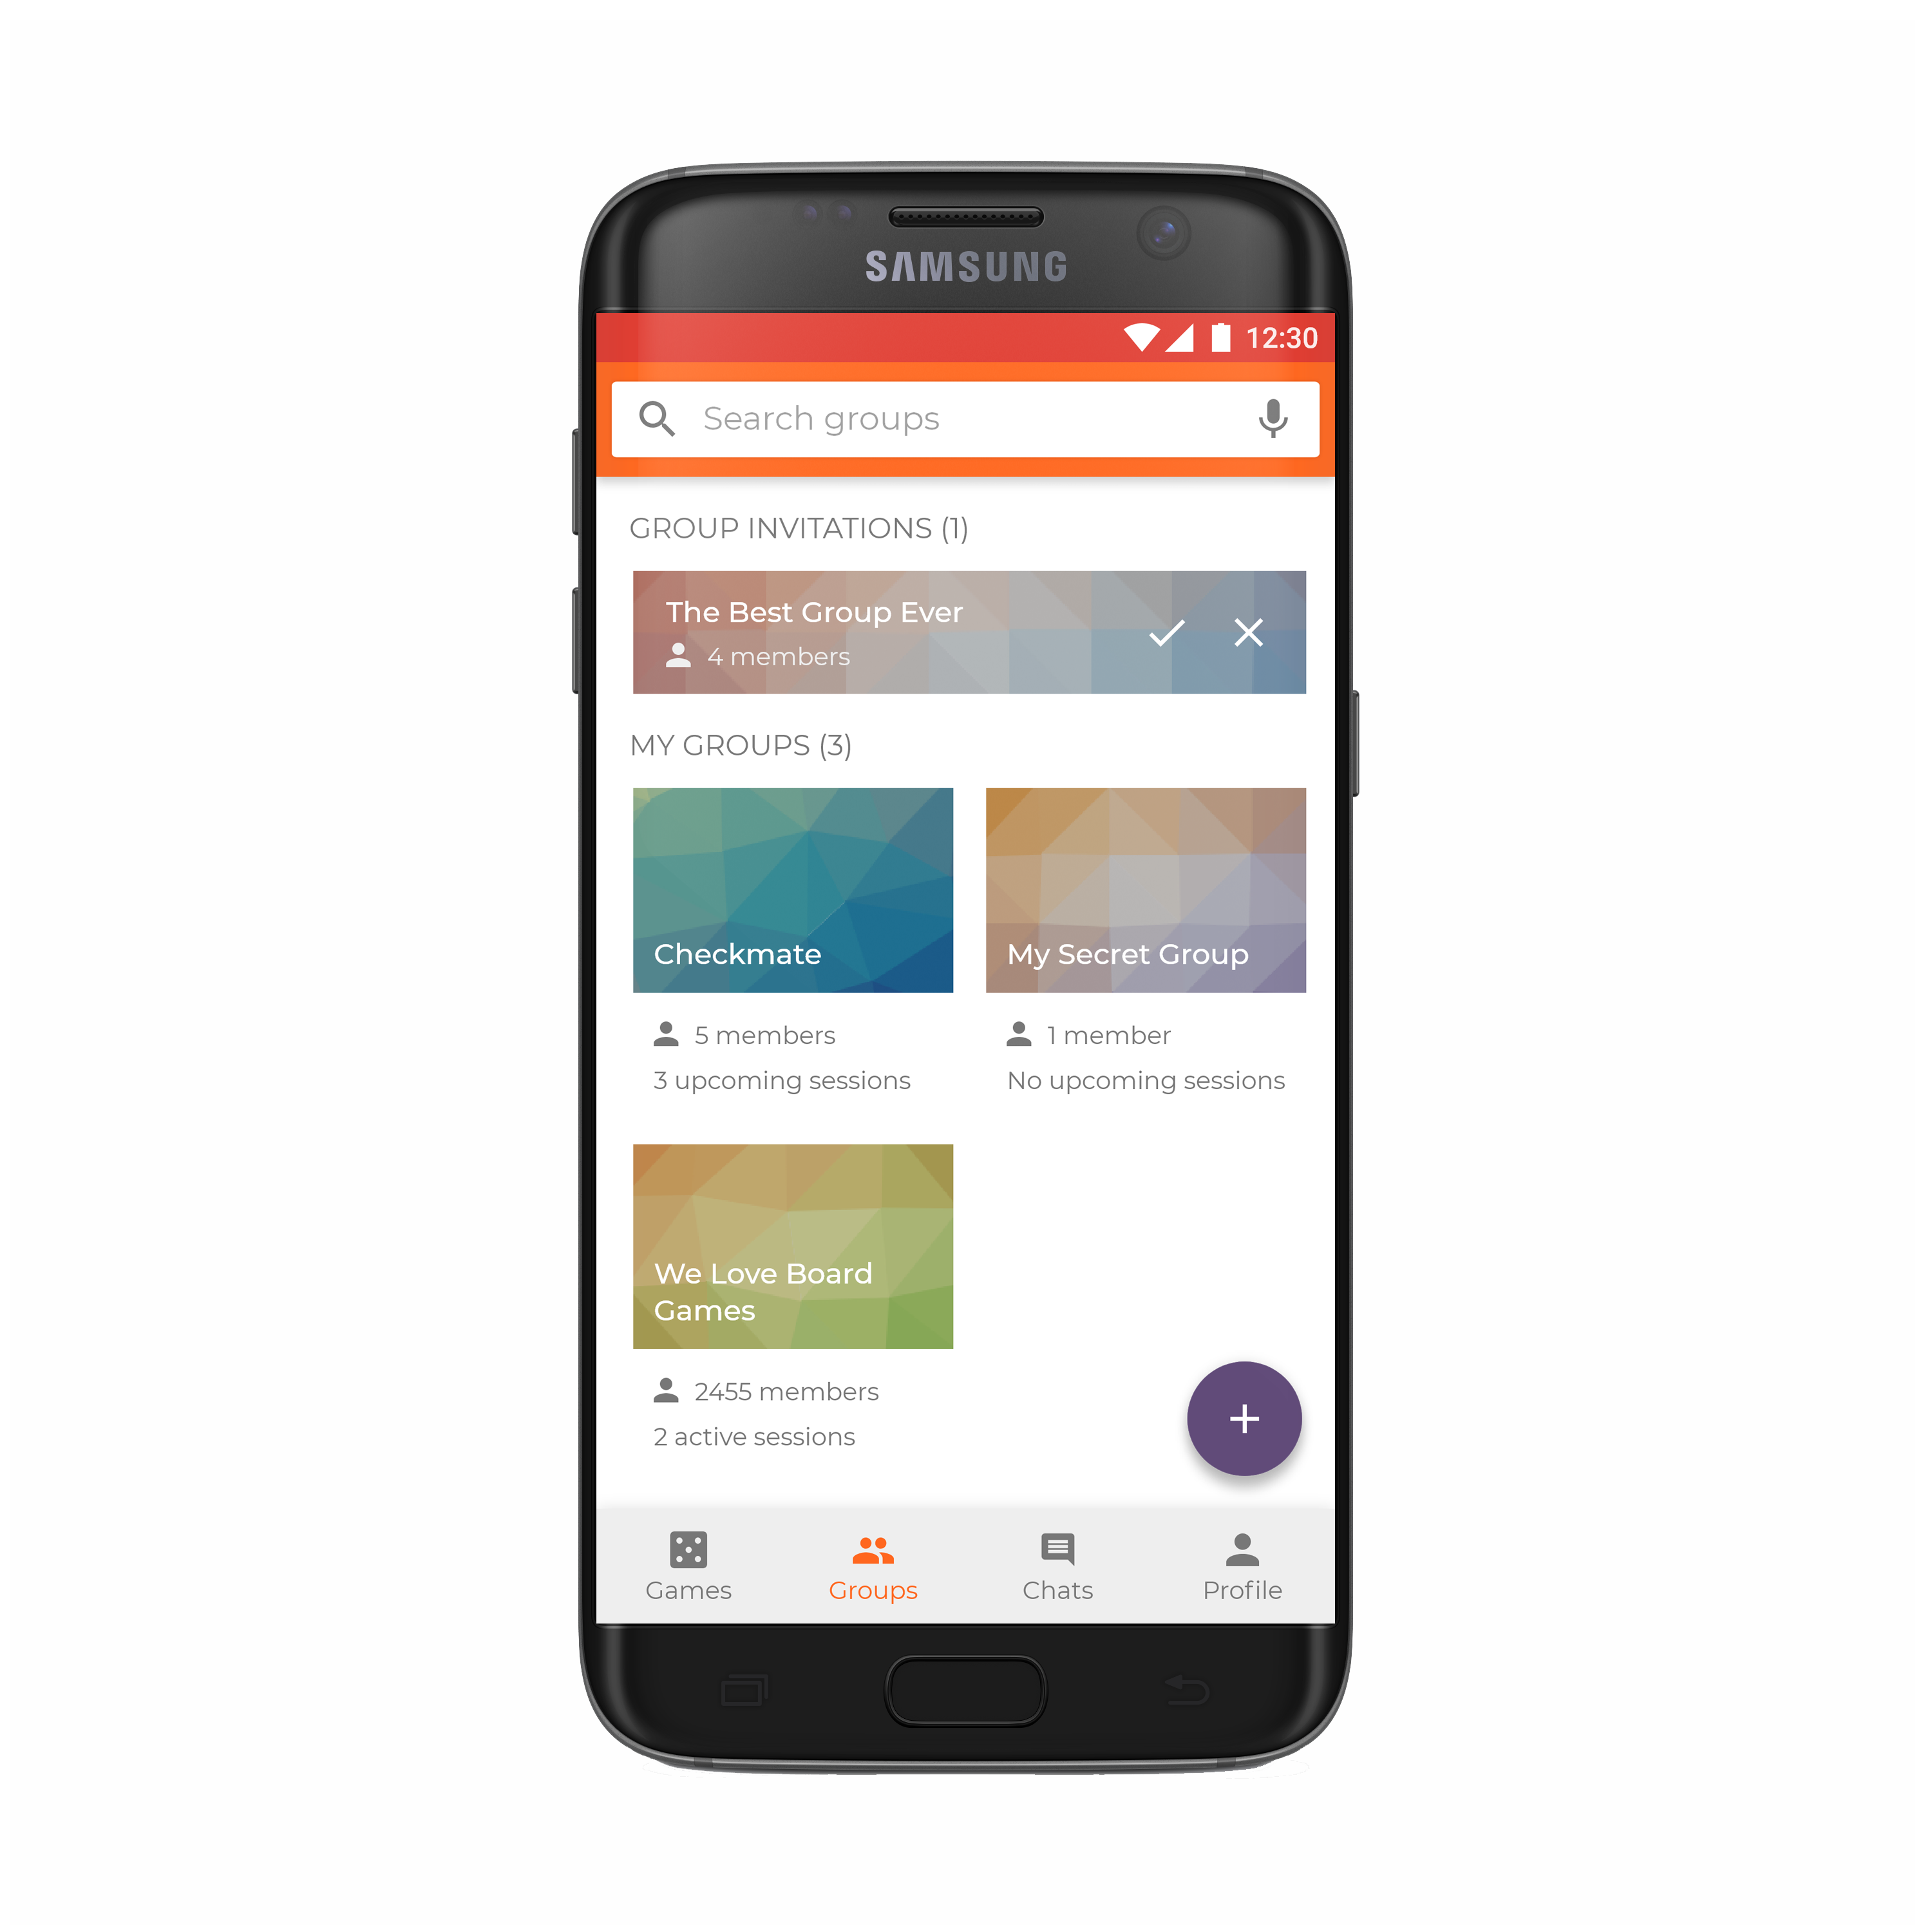 SAMSUNG
12:30
Search groups
GROUP INVITATIONS (1)
The Best Group Ever
4 members
MY GROUPS (3)
Checkmate
My Secret Group
5 members
1 member
3 upcoming sessions
No upcoming sessions
We Love Board
Games
2455 members
2 active sessions
Games
Groups
Chats
Profile